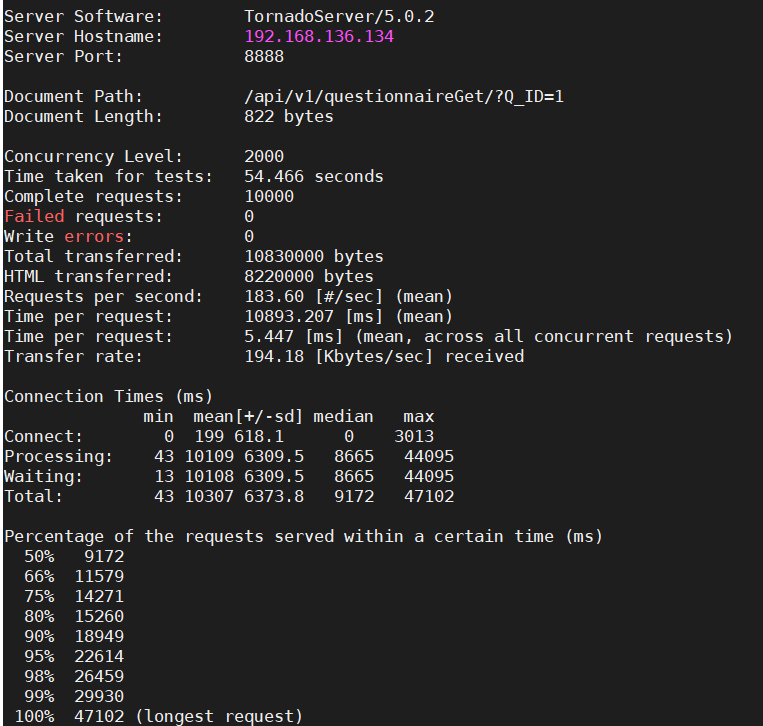 Server Software:        TornadoServer/5.0.2
Server Hostname:        192.168.136.134
Server Port:            8888

Document Path:          /api/v1/questionnaireGet/?Q_ID=1
Document Length:        822 bytes

Concurrency Level:      2000
Time taken for tests:   54.466 seconds
Complete requests:      10000
Failed requests:        0
Write errors:           0
Total transferred:      10830000 bytes
HTML transferred:       8220000 bytes
Requests per second:    183.60 [#/sec] (mean)
Time per request:       10893.207 [ms] (mean)
Time per request:       5.447 [ms] (mean, across all concurrent requests)
Transfer rate:          194.18 [Kbytes/sec] received

Connection Times (ms)
              min  mean[+/-sd] median   max
Connect:        0  199 618.1      0    3013
Processing:    43 10109 6309.5   8665   44095
Waiting:       13 10108 6309.5   8665   44095
Total:         43 10307 6373.8   9172   47102

Percentage of the requests served within a certain time (ms)
  50%   9172
  66%  11579
  75%  14271
  80%  15260
  90%  18949
  95%  22614
  98%  26459
  99%  29930
 100%  47102 (longest request)